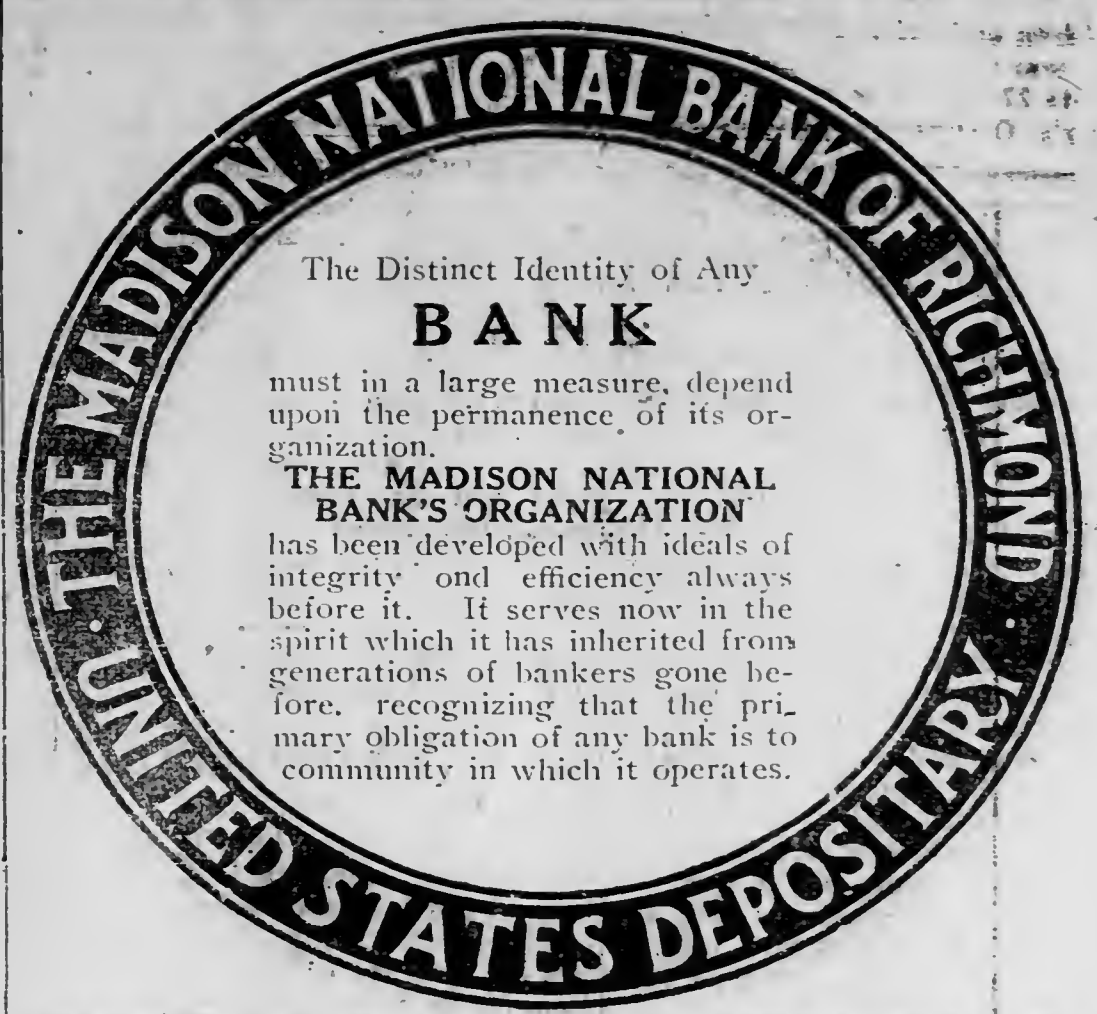 THE MADISON NATIONAL BANK OF RICHMOND
The Distinct Identity of Any
BANK
must in a large measure, depend
upon the permanence of its or-
ganization.
THE MADISON NATIONAL
BANK'S ORGANIZATION
has been developed with ideals of
integrity ond efficiency always
before it. It serves now in the
spirit which it has inherited from
generations of bankers gone be-
fore, recognizing that the pri-
mary obligation of any bank is to
community in which it operates.
UNITED STATES DEPOSITARY